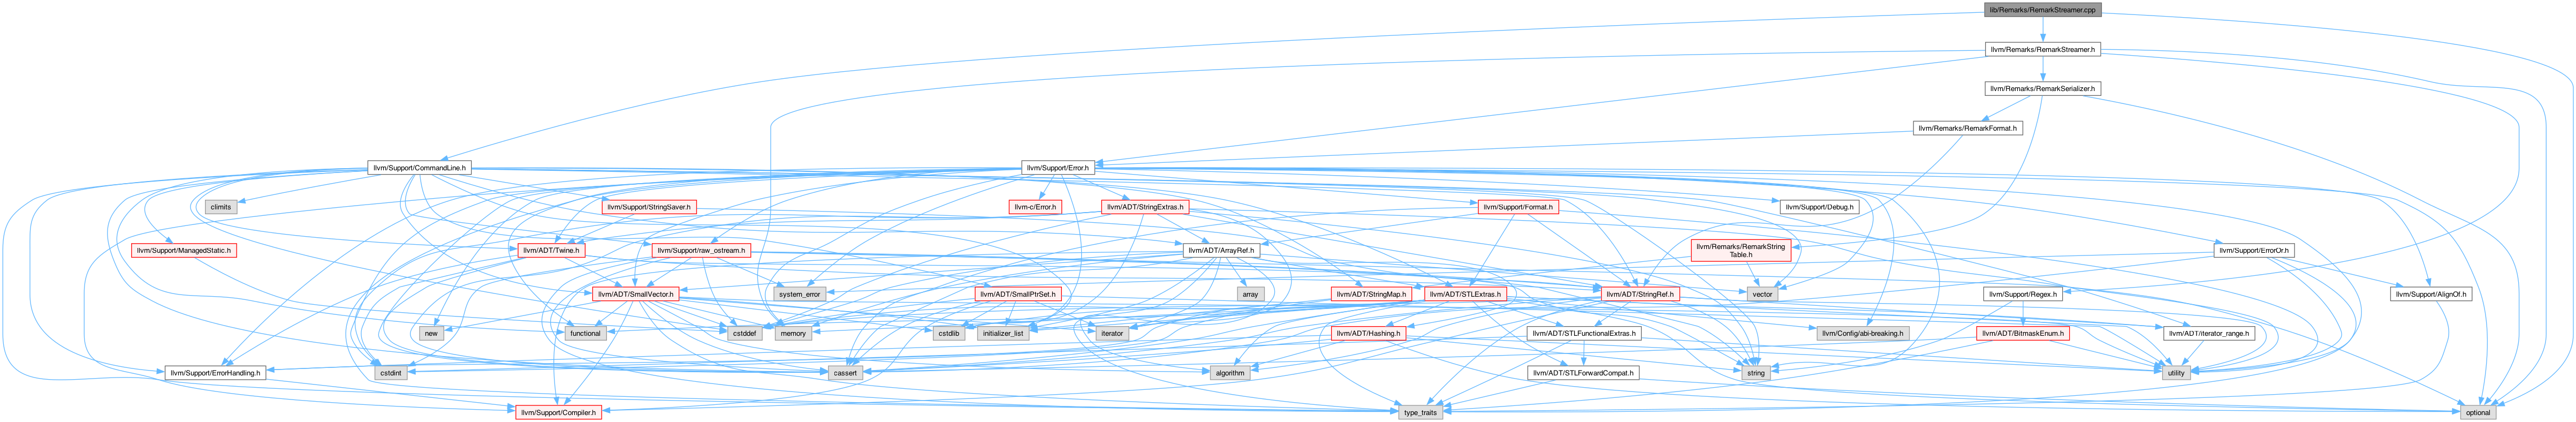 lib/Remarks/RemarkStreamer.cpp
llvm/Remarks/RemarkStreamer.h
llvm/Remarks/RemarkSerializer.h
llvm/Remarks/RemarkFormat.h
llvm/Support/CommandLine.h
llvm/Support/Error.h
climits
llvm/Support/StringSaver.h
llvm-c/Error.h
llvm/ADT/StringExtras.h
llvm/Support/Format.h
llvm/Support/Debug.h
llvm/Support/ManagedStatic.h
llvm/ADT/Twine.h
llvm/Support/raw_ostream.h
llvm/ADT/ArrayRef.h
llvm/Remarks/RemarkString
Table.h
llvm/Support/ErrorOr.h
llvm/ADT/SmallVector.h
system_error
llvm/ADT/SmallPtrSet.h
array
llvm/ADT/StringMap.h
llvm/ADT/STLExtras.h
llvm/ADT/StringRef.h
vector
llvm/Support/Regex.h
llvm/Support/AlignOf.h
new
functional
cstddef
memory
cstdlib
initializer_list
iterator
llvm/ADT/Hashing.h
llvm/ADT/STLFunctionalExtras.h
llvm/Config/abi-breaking.h
llvm/ADT/BitmaskEnum.h
llvm/ADT/iterator_range.h
llvm/Support/ErrorHandling.h
cstdint
cassert
algorithm
llvm/ADT/STLForwardCompat.h
string
utility
llvm/Support/Compiler.h
type_traits
optional